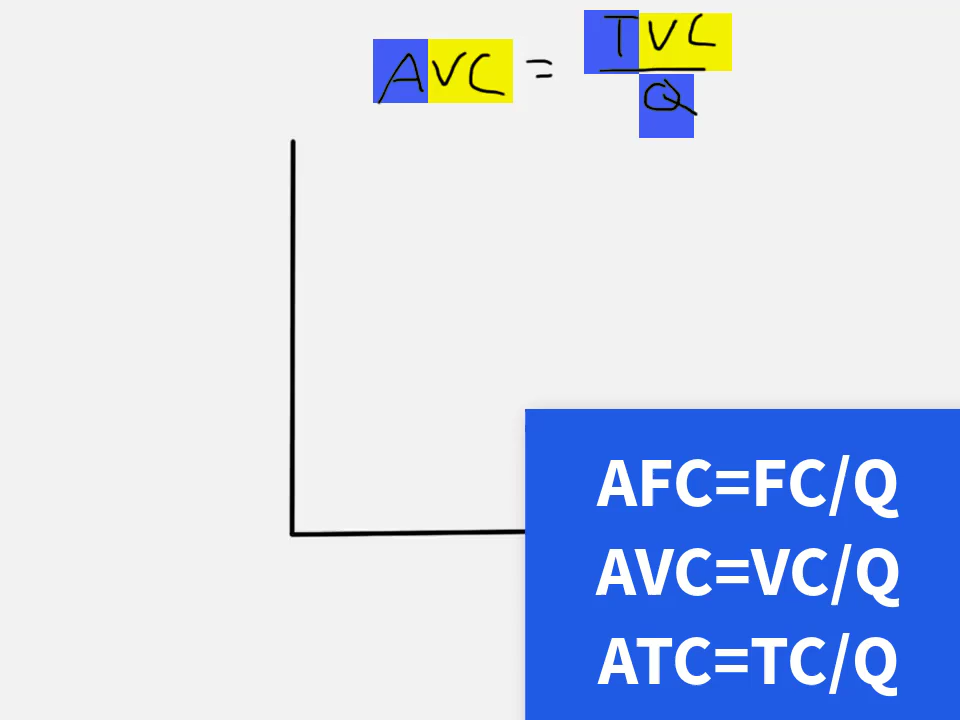 AVC = TVC
Q
AFC=FC/Q
AVC=VC/Q
ATC=TC/Q